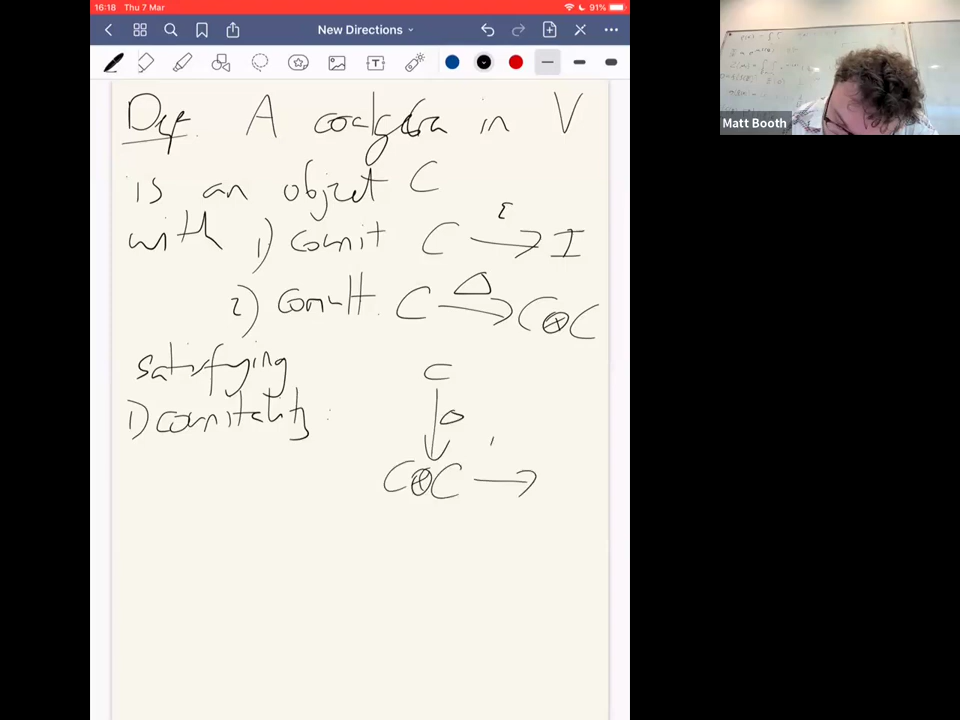 16:18 Thu 7 Mar
91%
New Directions
Matt Booth
Def. A coalgebra in V
is an object C
with 1) counit C → I
ε
2) comult. C → C⊗C
Δ
satisfying
1) counitality:
C
↓ Δ
C⊗C →